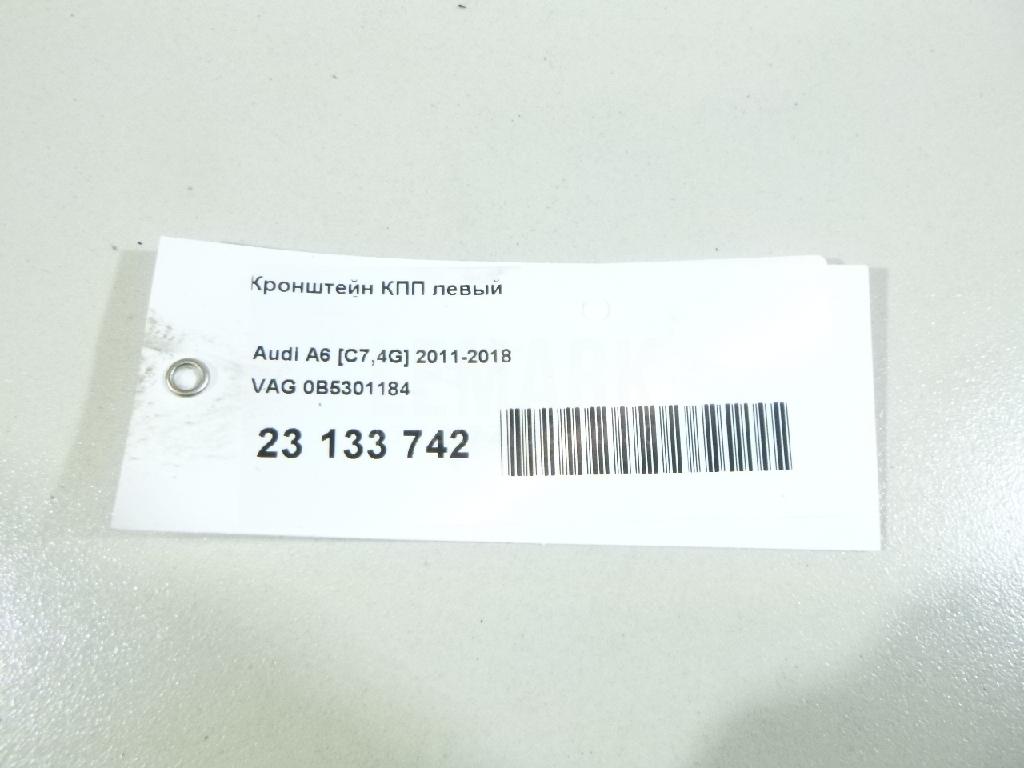 Кронштейн КПП левый
Audi A6 [C7,4G] 2011-2018
VAG 0B5301184
23 133 742